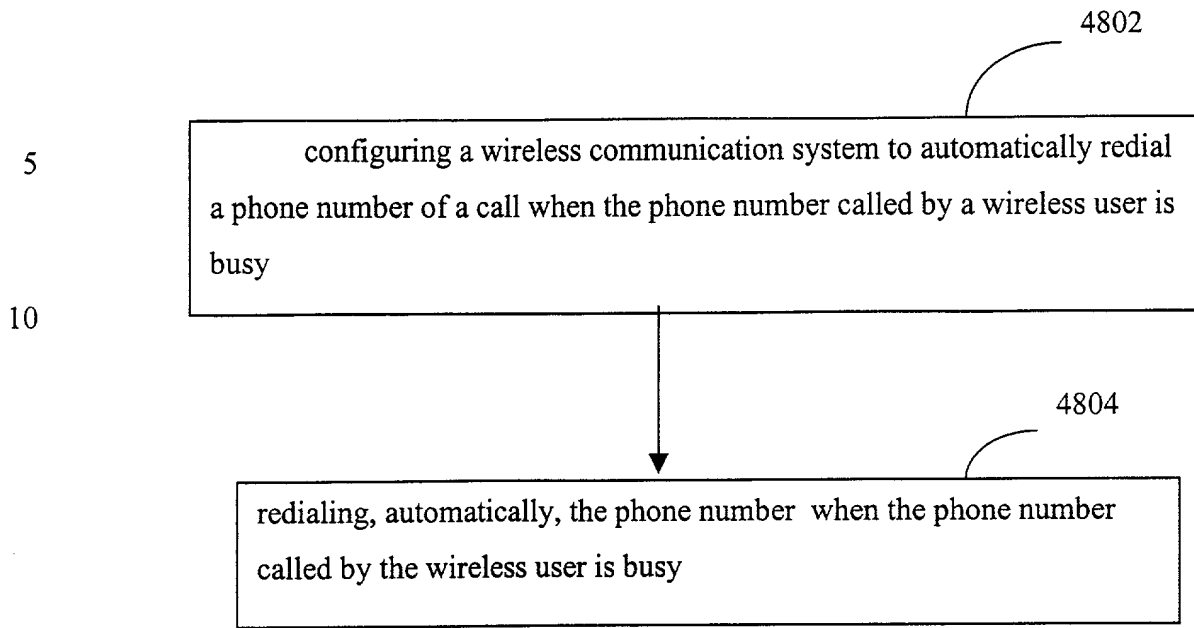 4802
5
configuring a wireless communication system to automatically redial
a phone number of a call when the phone number called by a wireless user is
busy
10
4804
redialing, automatically, the phone number when the phone number
called by the wireless user is busy